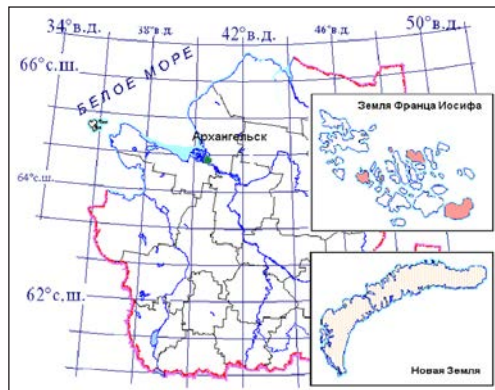 34°в.д.
38°в.д.
42°в.д.
46°в.д.
50°в.д.
66°с.ш.
БЕЛОЕ МОРЕ
Земля Франца Иосифа
Архангельск
64°с.ш.
62°с.ш.
Новая Земля